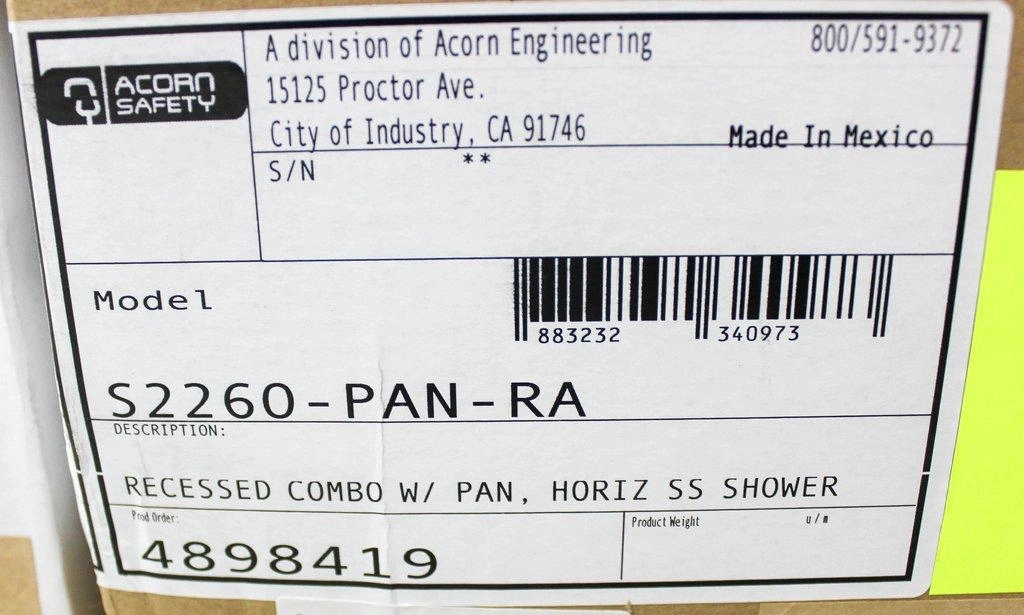 ACORN
SAFETY
A division of Acorn Engineering
800/591-9372
15125 Proctor Ave.
City of Industry, CA 91746
Made In Mexico
S/N
**
Model
883232 340973
S2260-PAN-RA
DESCRIPTION:
RECESSED COMBO W/ PAN, HORIZ SS SHOWER
Prod Order:
4898419
Product Weight
u/m